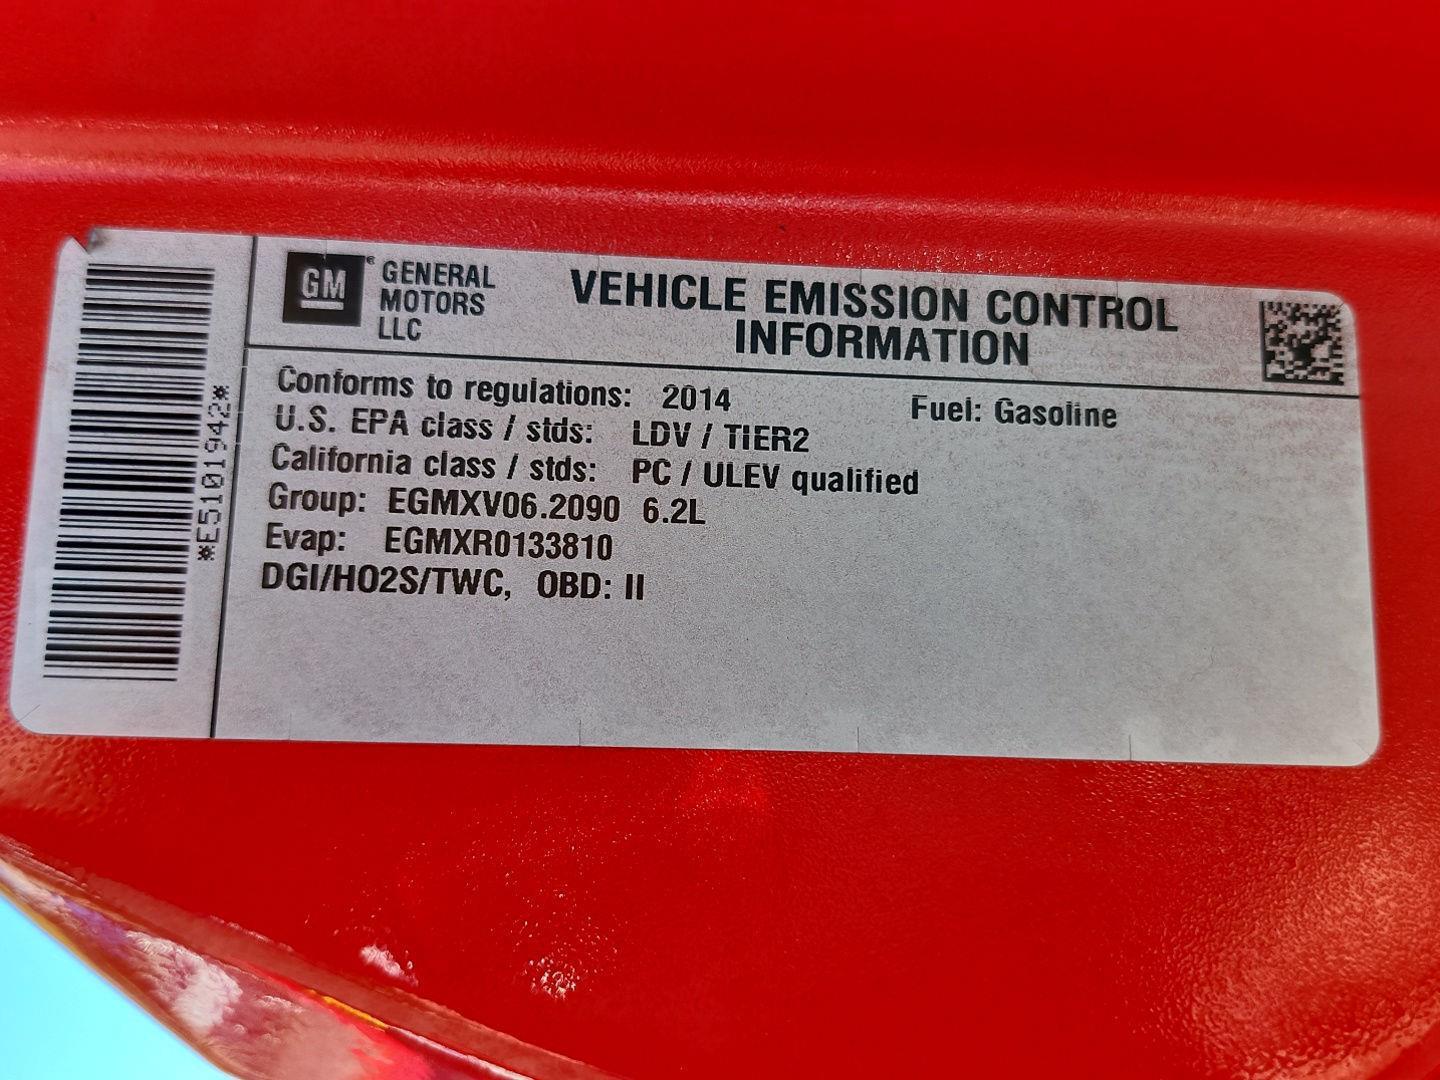 *E5101942*
GM
GENERAL
MOTORS
LLC
VEHICLE EMISSION CONTROL
INFORMATION
Conforms to regulations: 2014 Fuel: Gasoline
U.S. EPA class / stds: LDV / TIER2
California class / stds: PC / ULEV qualified
Group: EGMXV06.2090 6.2L
Evap: EGMXR0133810
DGI/HO2S/TWC, OBD: II